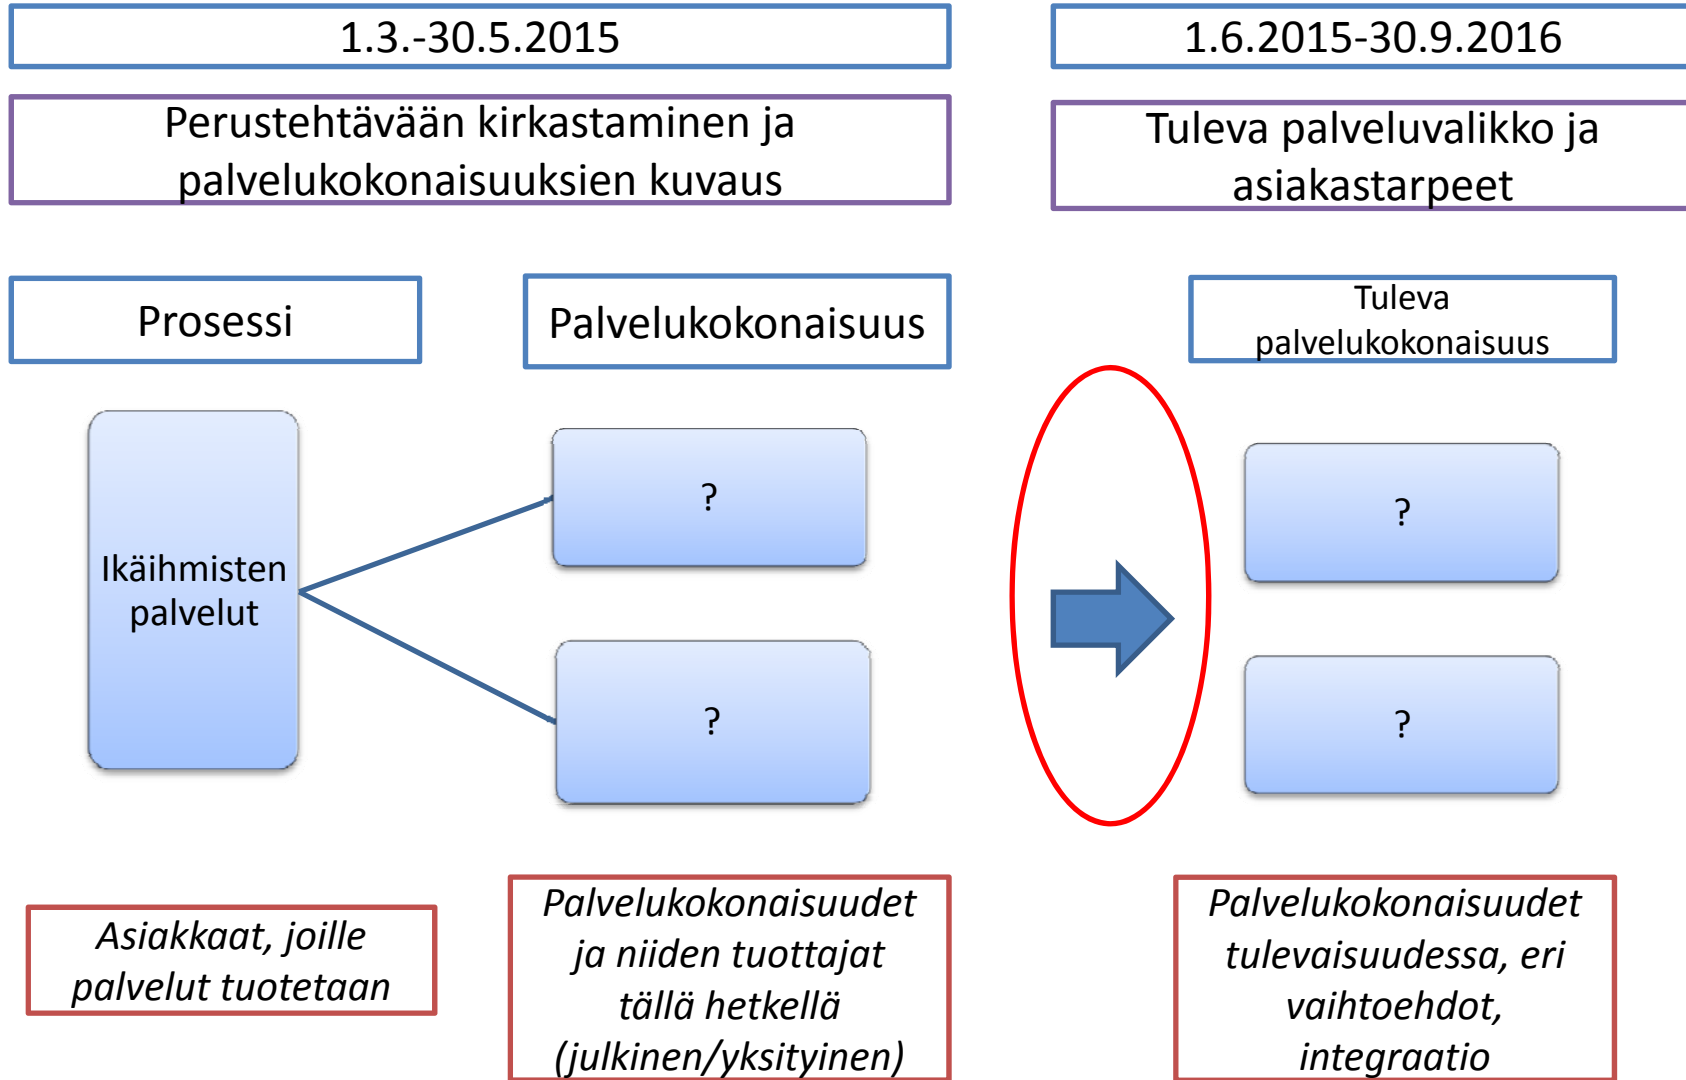 1.3.-30.5.2015
1.6.2015-30.9.2016
Perustehtävään kirkastaminen ja
palvelukokonaisuuksien kuvaus
Tuleva palveluvalikko ja
asiakastarpeet
Prosessi
Palvelukokonaisuus
Tuleva
palvelukokonaisuus
Ikäihmisten
palvelut
?
?
?
?
Asiakkaat, joille
palvelut tuotetaan
Palvelukokonaisuudet
ja niiden tuottajat
tällä hetkellä
(julkinen/yksityinen)
Palvelukokonaisuudet
tulevaisuudessa, eri
vaihtoehdot,
integraatio